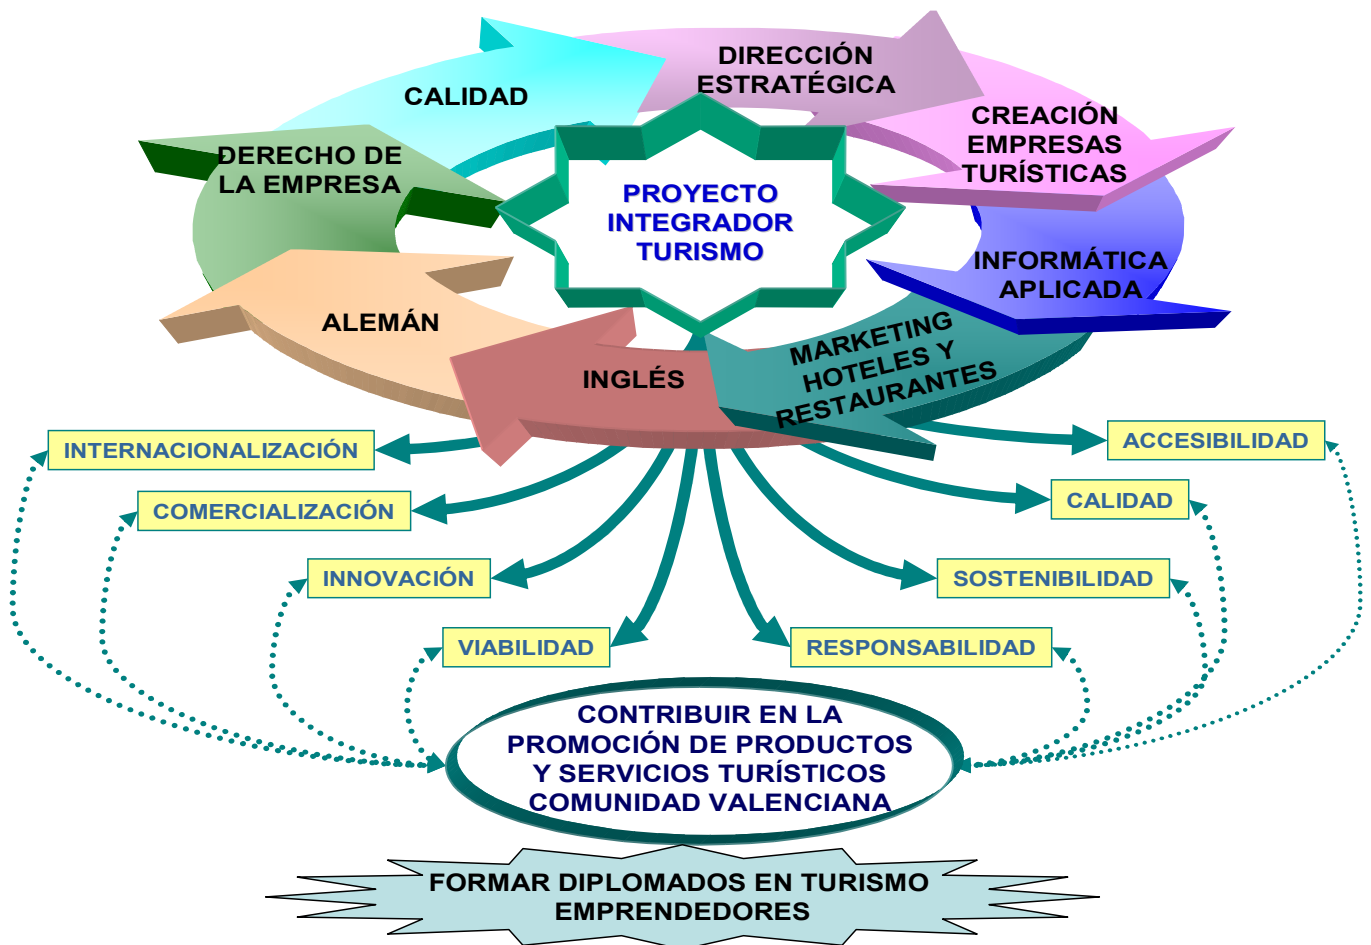 DIRECCIÓN
ESTRATÉGICA
CALIDAD
CREACIÓN
EMPRESAS
TURÍSTICAS
DERECHO DE
LA EMPRESA
PROYECTO
INTEGRADOR
TURISMO
INFORMÁTICA
APLICADA
ALEMÁN
MARKETING
HOTELES Y
RESTAURANTES
INGLÉS
INTERNACIONALIZACIÓN
ACCESIBILIDAD
COMERCIALIZACIÓN
CALIDAD
INNOVACIÓN
SOSTENIBILIDAD
VIABILIDAD
RESPONSABILIDAD
CONTRIBUIR EN LA
PROMOCIÓN DE PRODUCTOS
Y SERVICIOS TURÍSTICOS
COMUNIDAD VALENCIANA
FORMAR DIPLOMADOS EN TURISMO
EMPRENDEDORES